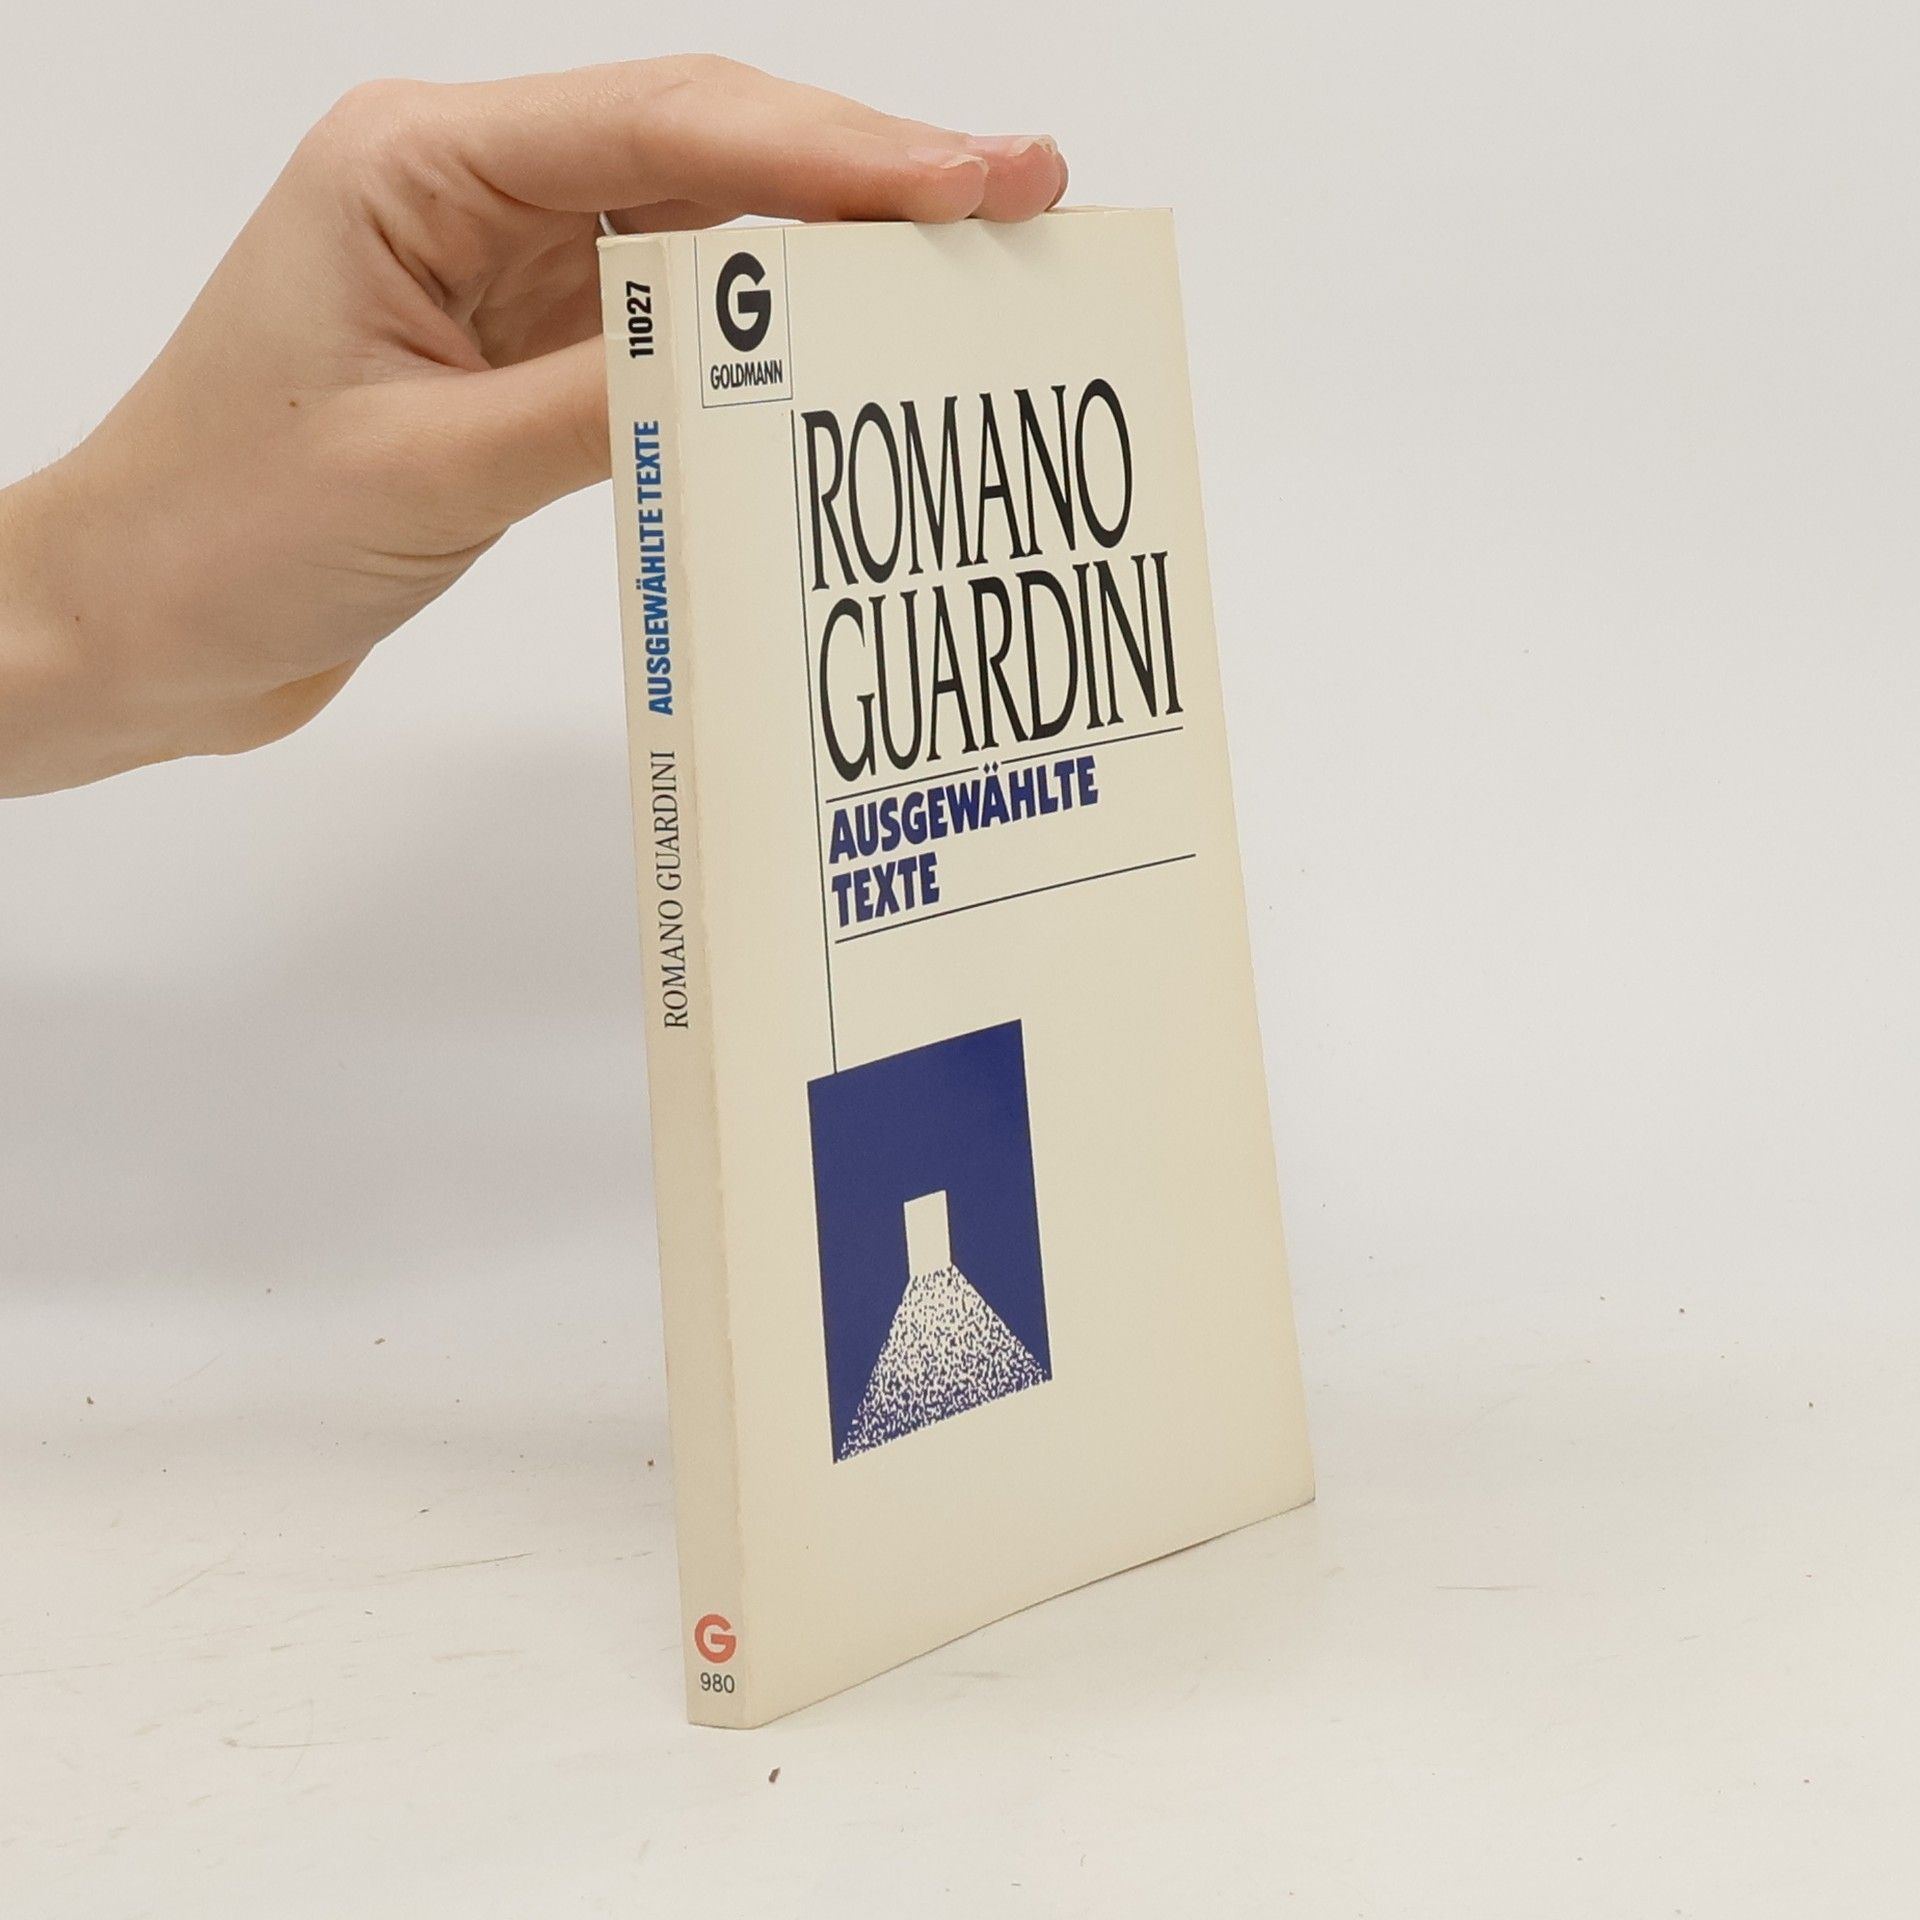 11027
AUSGEWÄHLTE TEXTE
ROMANO GUARDINI
G
980
G
GOLDMANN
ROMANO
GUARDINI
AUSGEWÄHLTE
TEXTE